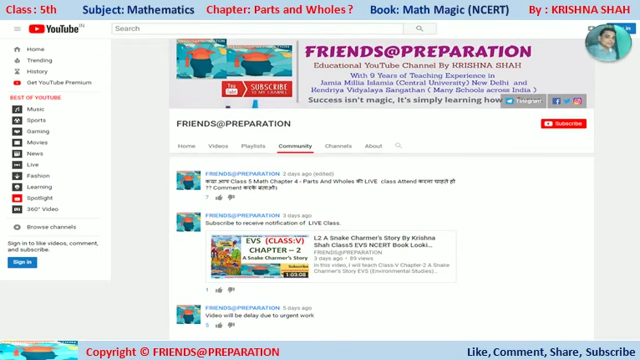 Class : 5th Subject: Mathematics Chapter: Parts and Wholes ? Book: Math Magic (NCERT) By : KRISHNA SHAH
YouTube IN
Search
Home
Trending
History
Get YouTube Premium
BEST OF YOUTUBE
Music
Sports
Gaming
Movies
News
Live
Fashion
Learning
Spotlight
360° Video
Browse channels
Sign in to like videos, comment, and subscribe.
Sign in
FRIENDS@PREPARATION
Educational YouTube Channel By KRISHNA SHAH
With 9 Years of Teaching Experience in
Jamia Millia Islamia (Central University) New Delhi and
Kendriya Vidyalaya Sangathan ( Many Schools across India )
Success isn't magic, It's simply learning how
SUBSCRIBE
TO MY CHANNEL
Telegram
FRIENDS@PREPARATION
Subscribe
Home Videos Playlists Community Channels About
FRIENDS@PREPARATION 2 days ago (edited)
क्या आप Class 5 Math Chapter 4 - Parts and Wholes की LIVE class Attend करना चाहते हो
?? Comment करके बताओ।
7
FRIENDS@PREPARATION 3 days ago
Subscribe to receive notification of LIVE Class.
EVS (CLASS:V)
CHAPTER – 2
A Snake Charmer's Story
1:03:08
L2 A Snake Charmer's Story By Krishna
Shah Class5 EVS NCERT Book Looki...
FRIENDS@PREPARATION
3 days ago • 89 views
In this video, I will teach Class-V Chapter-2 A Snake
Charmer's Story EVS (Environmental Studies)...
1
FRIENDS@PREPARATION 5 days ago
Video will be delay due to urgent work
5
Copyright © FRIENDS@PREPARATION Like, Comment, Share, Subscribe